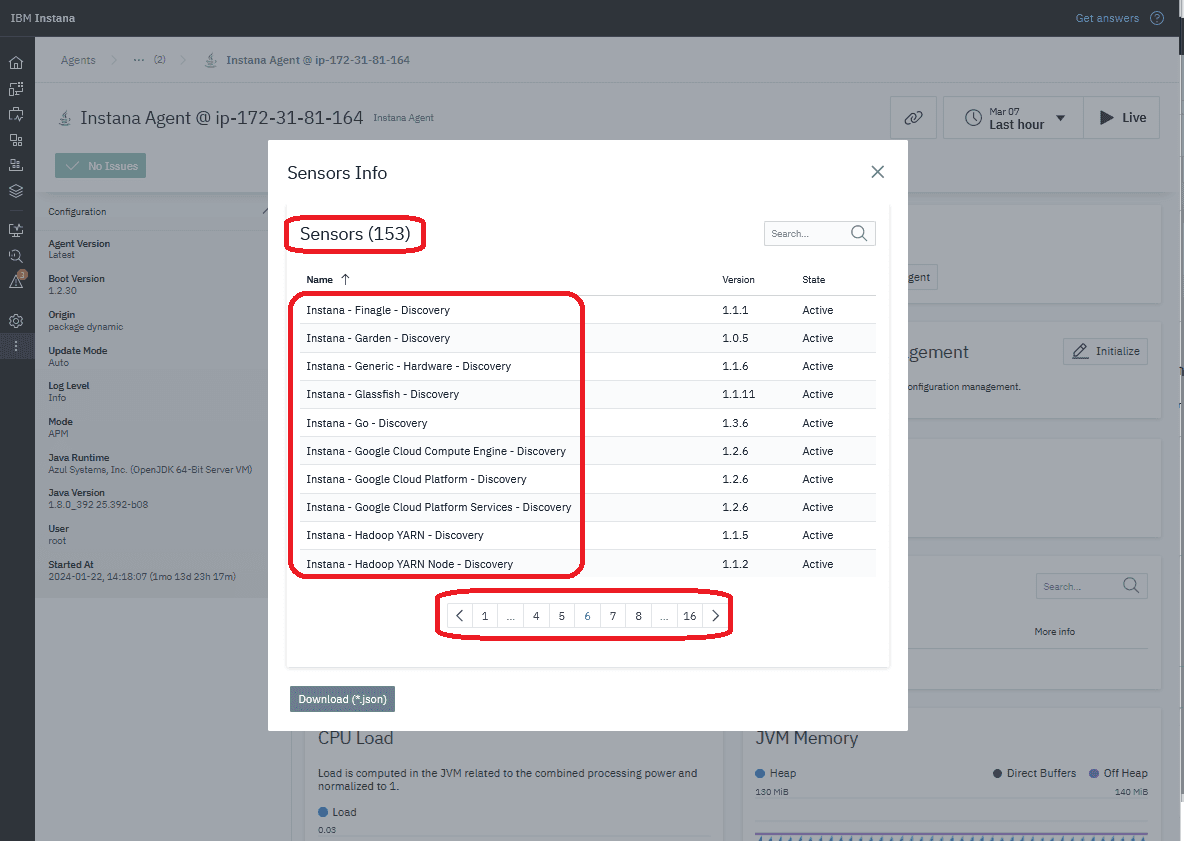 IBM Instana
Get answers
Agents ... (2) Instana Agent @ ip-172-31-81-164
Instana Agent @ ip-172-31-81-164 Instana Agent
Mar 07
Last hour
Live
No Issues
Configuration
Agent Version
Latest
Boot Version
1.2.30
Origin
package dynamic
Update Mode
Auto
Log Level
Info
Mode
APM
Java Runtime
Azul Systems, Inc. (OpenJDK 64-Bit Server VM)
Java Version
1.8.0_392 25.392-b08
User
root
Started At
2024-01-22, 14:18:07 (1mo 13d 23h 17m)
3
Sensors Info
Sensors (153)
Search...
Name Version State
Instana - Finagle - Discovery 1.1.1 Active
Instana - Garden - Discovery 1.0.5 Active
Instana - Generic - Hardware - Discovery 1.1.6 Active
Instana - Glassfish - Discovery 1.1.11 Active
Instana - Go - Discovery 1.3.6 Active
Instana - Google Cloud Compute Engine - Discovery 1.2.6 Active
Instana - Google Cloud Platform - Discovery 1.2.6 Active
Instana - Google Cloud Platform Services - Discovery 1.2.6 Active
Instana - Hadoop YARN - Discovery 1.1.5 Active
Instana - Hadoop YARN Node - Discovery 1.1.2 Active
1 ... 4 5 6 7 8 ... 16
Download (*.json)
gent
gement
Initialize
onfiguration management.
Search...
More info
CPU Load
Load is computed in the JVM related to the combined processing power and
normalized to 1.
Load
0.03
JVM Memory
Heap Direct Buffers Off Heap
130 MiB 140 MiB